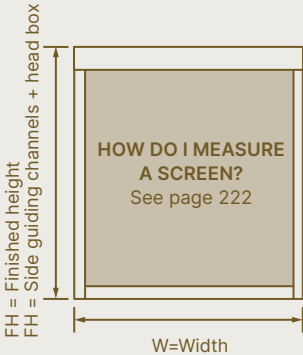 FH = Finished height
FH = Side guiding channels + head box
HOW DO I MEASURE
A SCREEN?
See page 222
W=Width